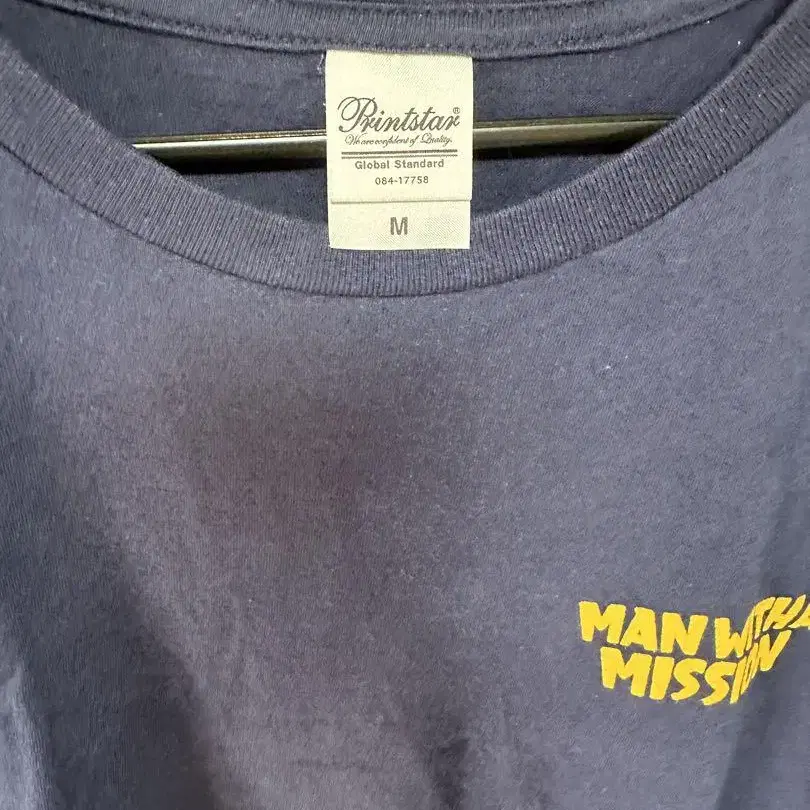 Printstar®
We are confident of Quality.
Global Standard
084-17758
M
MAN WITH A
MISSION